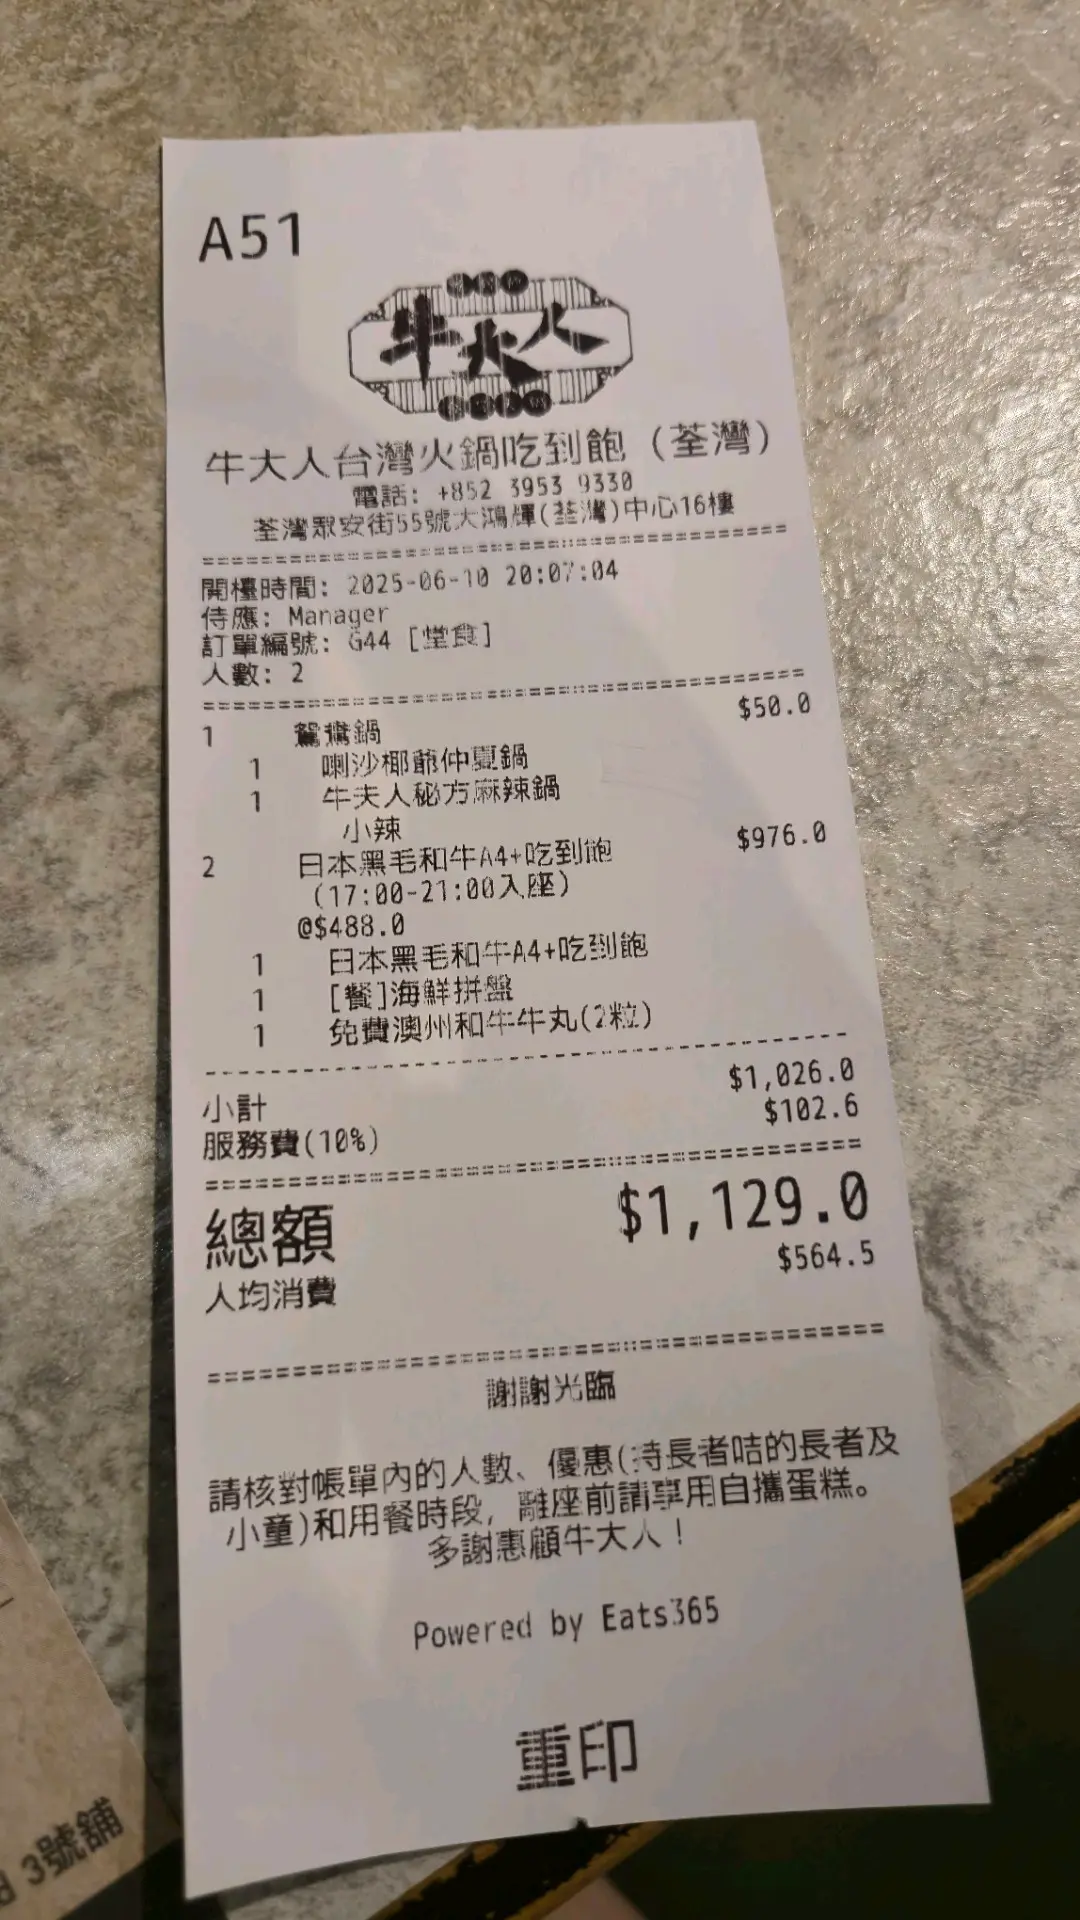 A51
牛大人
牛大人台灣火鍋吃到飽（荃灣）
電話: +852 3953 9330
荃灣眾安街55號大鴻輝(荃灣)中心16樓
開檯時間: 2025-06-10 20:07:04
侍應: Manager
訂單編號: G44 [堂食]
人數: 2
1 鴛鴦鍋 $50.0
1 喇沙椰爺仲夏鍋
1 牛夫人秘方麻辣鍋
小辣
2 日本黑毛和牛A4+吃到飽 $976.0
(17:00-21:00入座)
@$488.0
1 日本黑毛和牛A4+吃到飽
1 [餐]海鮮拼盤
1 免費澳州和牛牛丸(2粒)
小計 $1,026.0
服務費(10%) $102.6
總額 $1,129.0
人均消費 $564.5
謝謝光臨
請核對帳單內的人數、優惠(持長者咭的長者及
小童)和用餐時段, 離座前請享用自攜蛋糕。
多謝惠顧牛大人!
Powered by Eats365
重印
3號舖